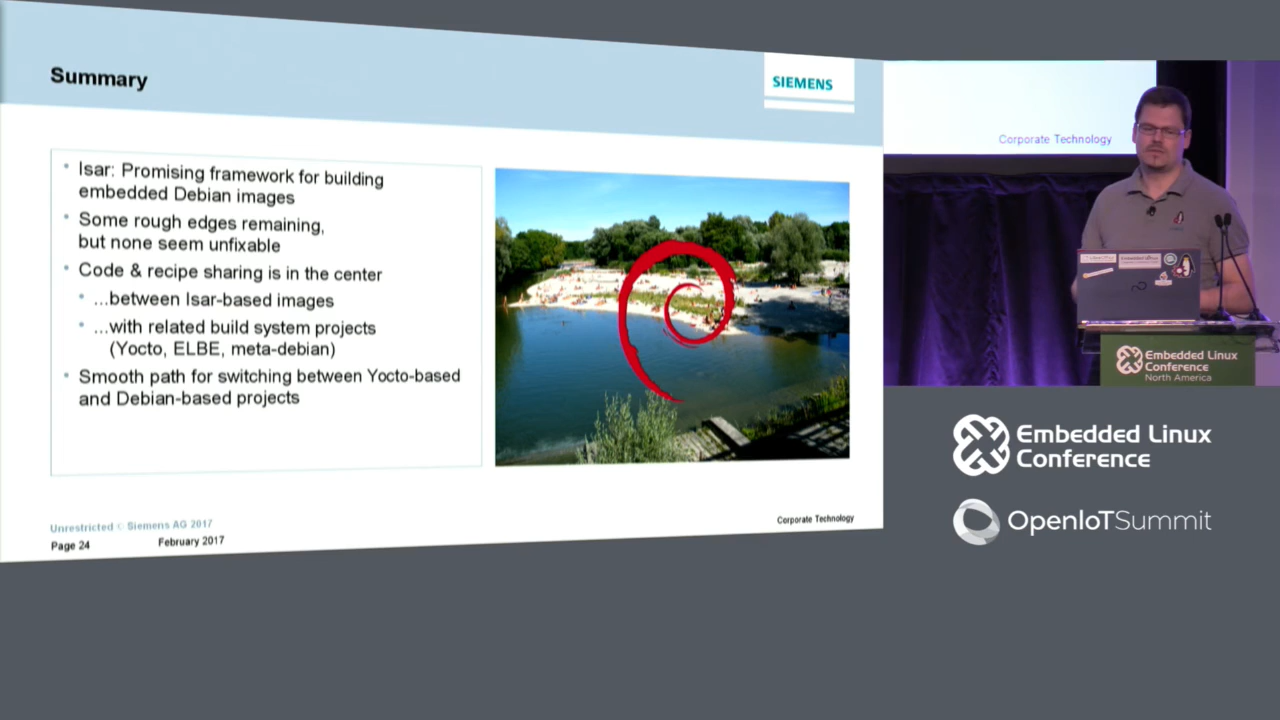 Summary
SIEMENS
Isar: Promising framework for building
embedded Debian images
Some rough edges remaining,
but none seem unfixable
Code & recipe sharing is in the center
...between Isar-based images
...with related build system projects
(Yocto, ELBE, meta-debian)
Smooth path for switching between Yocto-based
and Debian-based projects
Unrestricted © Siemens AG 2017
Page 24
February 2017
Corporate Technology
Corporate Technology
Embedded Linux
Conference
North America
Embedded Linux
Conference
OpenIoTSummit